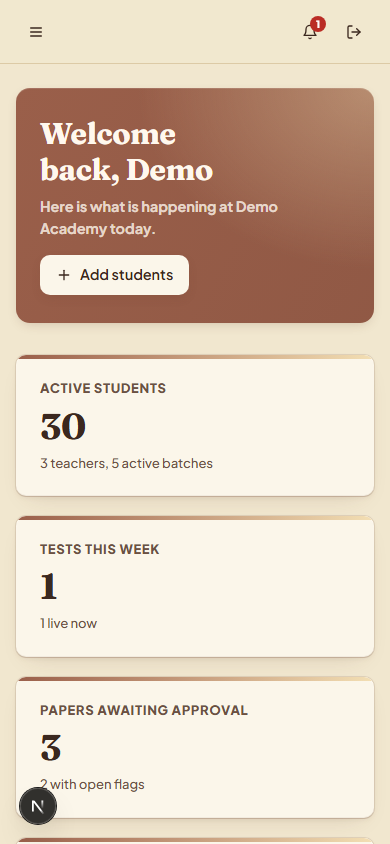 1
Welcome
back, Demo
Here is what is happening at Demo
Academy today.
+ Add students
ACTIVE STUDENTS
30
3 teachers, 5 active batches
TESTS THIS WEEK
1
1 live now
PAPERS AWAITING APPROVAL
3
2 with open flags
N